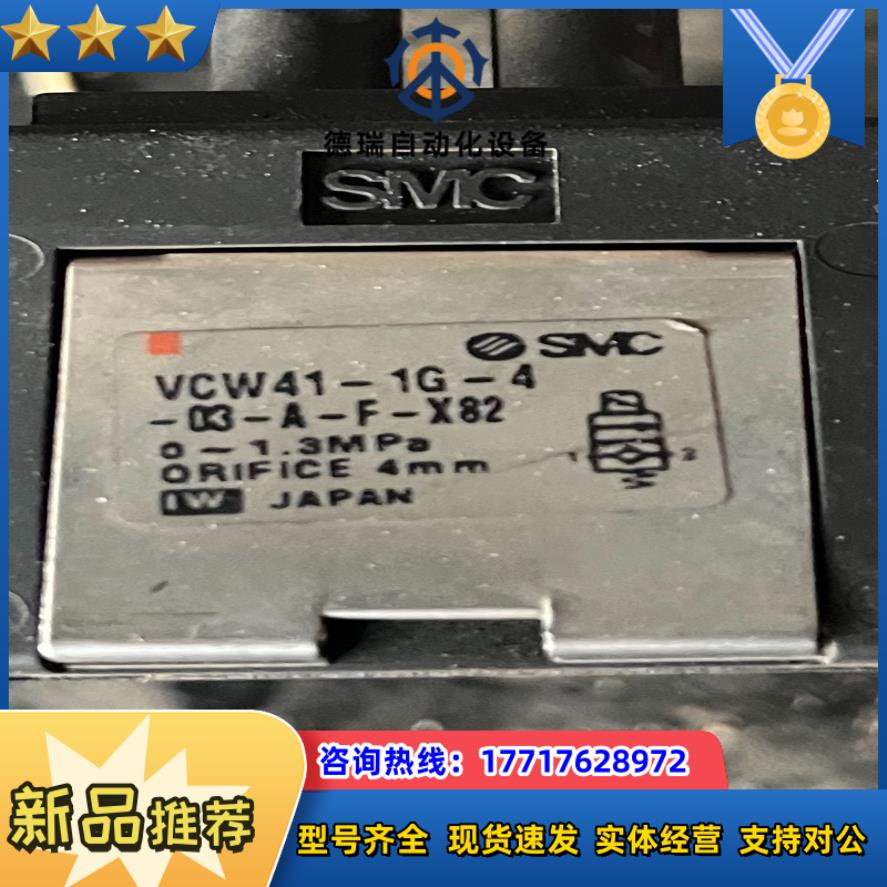 德瑞自动化设备
SMC
SMC
VCW41-1G-4
-03-A-F-X82
0~1.3MPa
ORIFICE 4mm
1 2
IW JAPAN
咨询热线：17717628972
新品推荐
型号齐全 现货速发 实体经营 支持对公